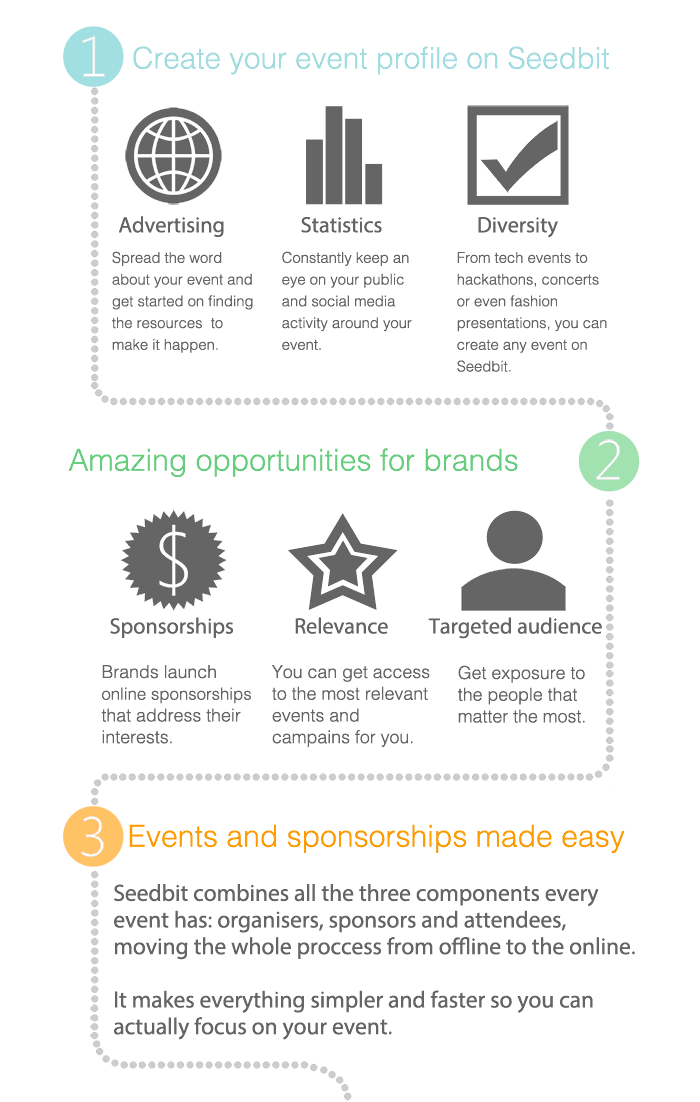 1 Create your event profile on Seedbit
Advertising
Spread the word
about your event and
get started on finding
the resources to
make it happen.
Statistics
Constantly keep an
eye on your public
and social media
activity around your
event.
Diversity
From tech events to
hackathons, concerts
or even fashion
presentations, you can
create any event on
Seedbit.
Amazing opportunities for brands 2
$
Sponsorships
Brands launch
online sponsorships
that address their
interests.
Relevance
You can get access
to the most relevant
events and
campains for you.
Targeted audience
Get exposure to
the people that
matter the most.
3 Events and sponsorships made easy
Seedbit combines all the three components every
event has: organisers, sponsors and attendees,
moving the whole proccess from offline to the online.
It makes everything simpler and faster so you can
actually focus on your event.